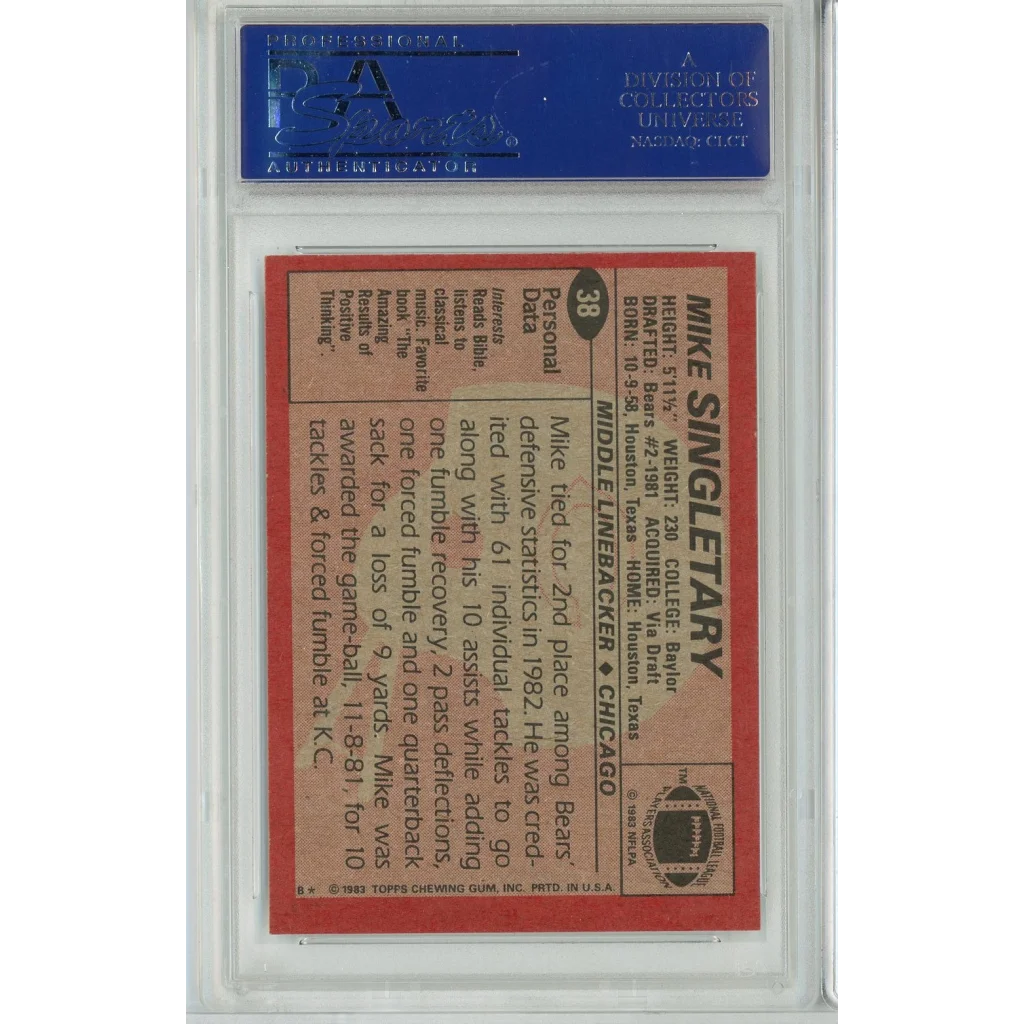 PROFESSIONAL
PSA
Sports®
AUTHENTICATOR
A
DIVISION OF
COLLECTORS
UNIVERSE
NASDAQ: CLCT
MIKE SINGLETARY
HEIGHT: 5'11½" WEIGHT: 230 COLLEGE: Baylor
DRAFTED: Bears #2-1981 ACQUIRED: Via Draft
BORN: 10-9-58, Houston, Texas HOME: Houston, Texas
38
MIDDLE LINEBACKER ♦ CHICAGO
NATIONAL FOOTBALL LEAGUE
PLAYERS ASSOCIATION
TM
© 1983 NFLPA
Personal
Data
Interests
Reads Bible,
listens to
classical
music. Favorite
book "The
Amazing
Results of
Positive
Thinking".
Mike tied for 2nd place among Bears'
defensive statistics in 1982. He was cred-
ited with 61 individual tackles to go
along with his 10 assists while adding
one fumble recovery, 2 pass deflections,
one forced fumble and one quarterback
sack for a loss of 9 yards. Mike was
awarded the game-ball, 11-8-81, for 10
tackles & forced fumble at K.C.
B* © 1983 TOPPS CHEWING GUM, INC. PRTD. IN U.S.A.